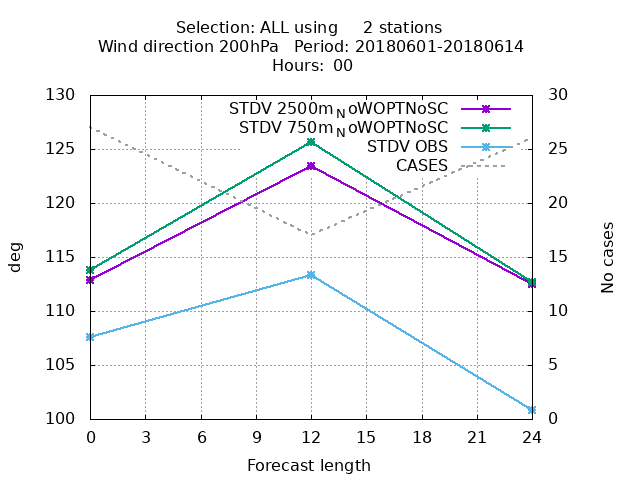 Selection: ALL using     2 stations
Wind direction 200hPa   Period: 20180601-20180614
Hours:  00
130
125
120
115
110
105
100
30
25
20
15
10
5
0
STDV 2500m_NoWOPTNoSC
STDV 750m_NoWOPTNoSC
STDV OBS
CASES
deg
No cases
0 3 6 9 12 15 18 21 24
Forecast length